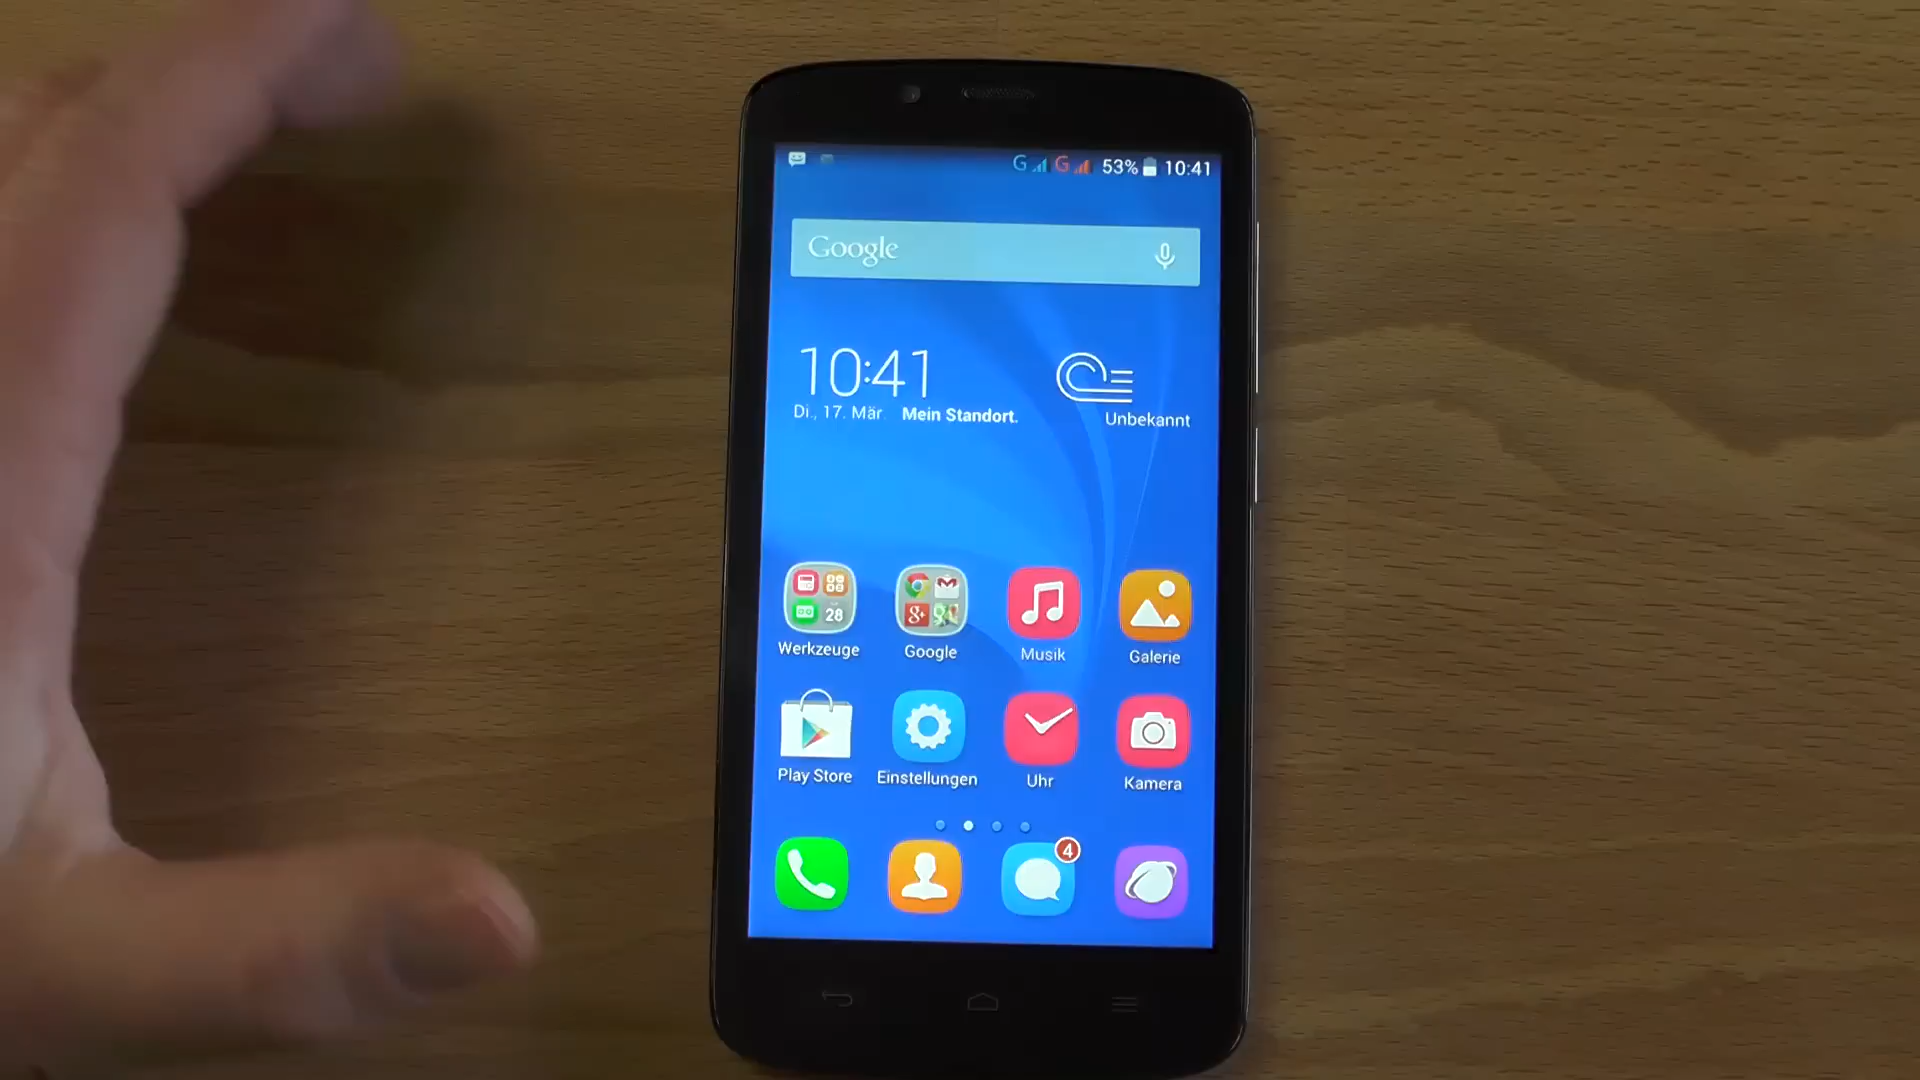 G G 53% 10:41
Google
10:41
Di., 17. Mär. Mein Standort.
Unbekannt
28
g+
Werkzeuge Google Musik Galerie
Play Store Einstellungen Uhr Kamera
4